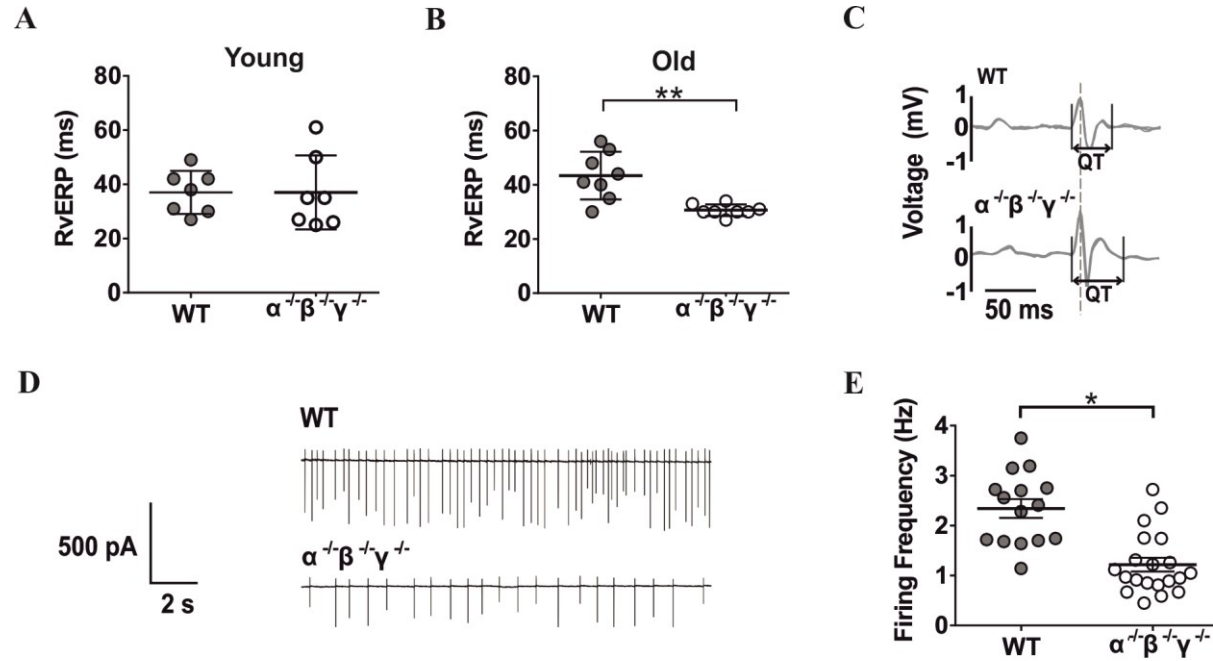 A
Young
80
60
40
20
0
RvERP (ms)
WT
α⁻/⁻β⁻/⁻γ⁻/⁻
B
Old
**
80
60
40
20
0
RvERP (ms)
WT
α⁻/⁻β⁻/⁻γ⁻/⁻
C
WT
1
0
-1
QT
Voltage (mV)
α⁻/⁻β⁻/⁻γ⁻/⁻
1
0
-1
QT
50 ms
D
WT
500 pA
2 s
α⁻/⁻β⁻/⁻γ⁻/⁻
E
*
4
3
2
1
0
Firing Frequency (Hz)
WT
α⁻/⁻β⁻/⁻γ⁻/⁻